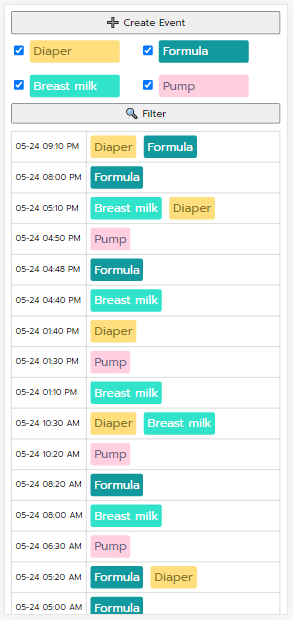 Create Event
Diaper Formula
Breast milk Pump
Filter
05-24 09:10 PM Diaper Formula
05-24 08:00 PM Formula
05-24 05:10 PM Breast milk Diaper
05-24 04:50 PM Pump
05-24 04:48 PM Formula
05-24 04:40 PM Breast milk
05-24 01:40 PM Diaper
05-24 01:30 PM Pump
05-24 01:10 PM Breast milk
05-24 10:30 AM Diaper Breast milk
05-24 10:20 AM Pump
05-24 08:20 AM Formula
05-24 08:00 AM Breast milk
05-24 06:30 AM Pump
05-24 05:20 AM Formula Diaper
05-24 05:00 AM Formula